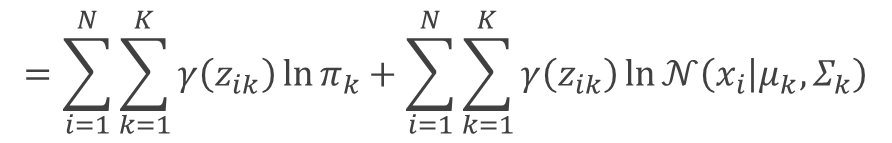 = ∑_{i=1}^{N} ∑_{k=1}^{K} γ(z_{ik}) ln π_k + ∑_{i=1}^{N} ∑_{k=1}^{K} γ(z_{ik}) ln 𝒩(x_i|μ_k, Σ_k)